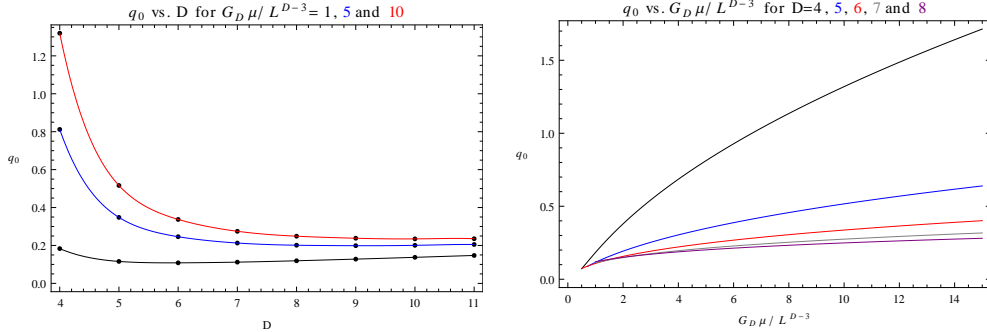 q₀ vs. D for G_D μ / L^{D−3} = 1, 5 and 10
1.2
1.0
0.8
0.6
0.4
0.2
0.0
q₀
4 5 6 7 8 9 10 11
D
q₀ vs. G_D μ / L^{D−3} for D=4, 5, 6, 7 and 8
1.5
1.0
0.5
0.0
q₀
0 2 4 6 8 10 12 14
G_D μ / L^{D−3}